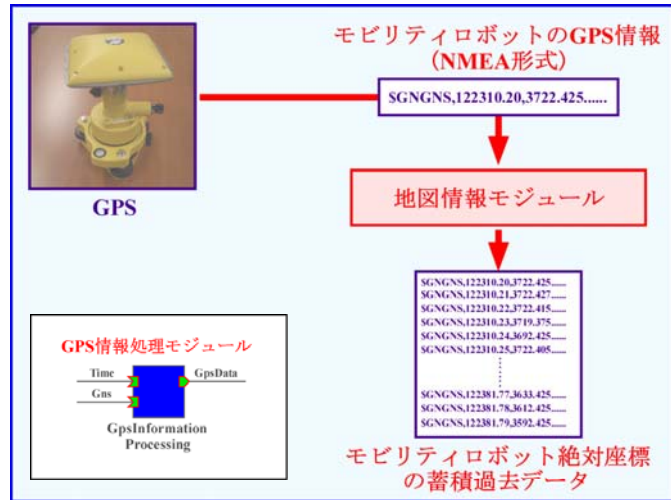 モビリティロボットのGPS情報
（NMEA形式）
$GNGNS,122310.20,3722.425......
GPS
地図情報モジュール
$GNGNS,122310.20,3722.425......
$GNGNS,122310.21,3722.427......
$GNGNS,122310.22,3722.415......
$GNGNS,122310.23,3719.375......
$GNGNS,122310.24,3692.425......
$GNGNS,122310.25,3722.405......
$GNGNS,122381.77,3633.425......
$GNGNS,122381.78,3612.425......
$GNGNS,122381.79,3592.425......
モビリティロボット絶対座標
の蓄積過去データ
GPS情報処理モジュール
Time
GpsData
Gns
GpsInformation
Processing